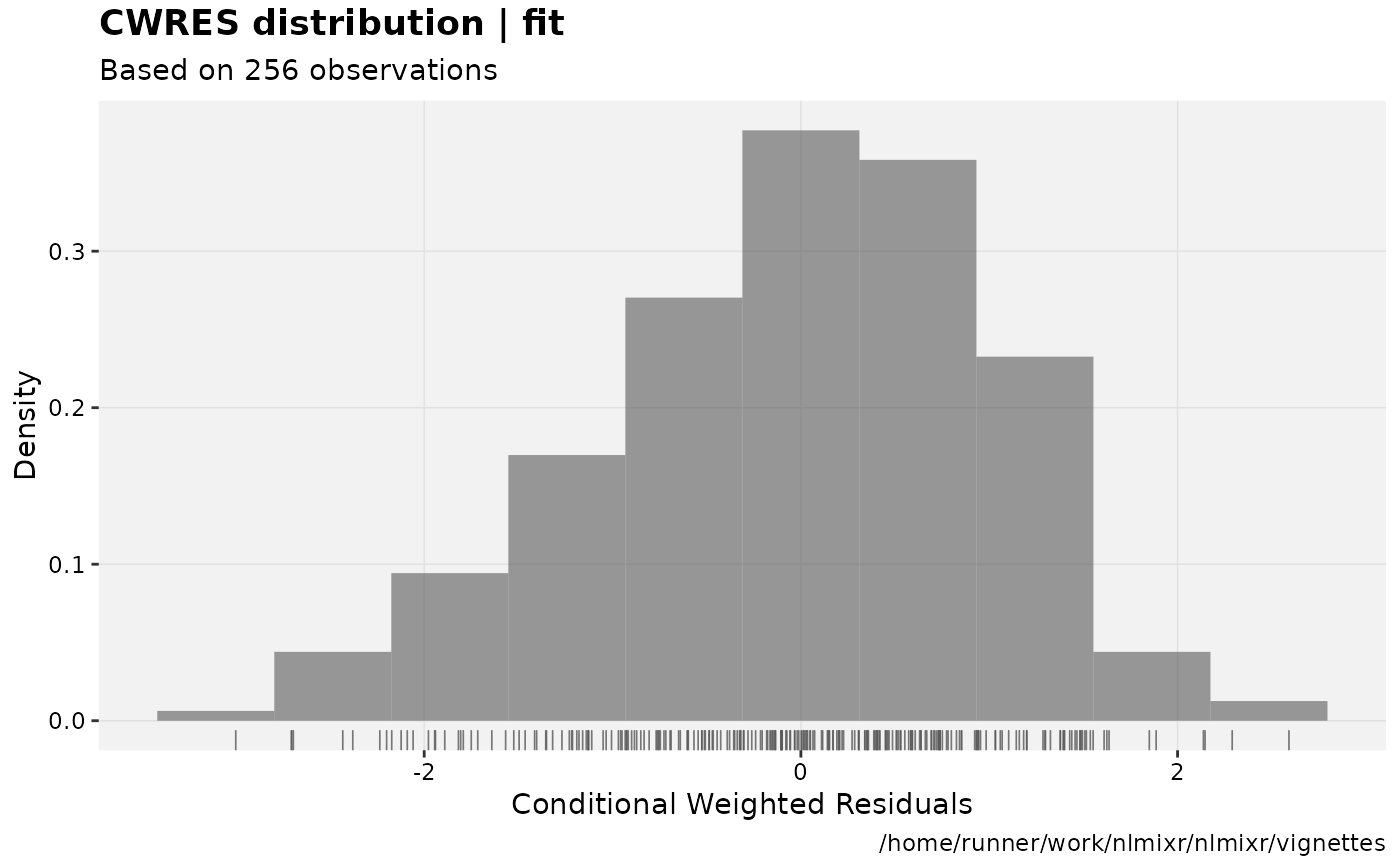 CWRES distribution | fit
Based on 256 observations
Density
0.3
0.2
0.1
0.0
-2
0
2
Conditional Weighted Residuals
/home/runner/work/nlmixr/nlmixr/vignettes